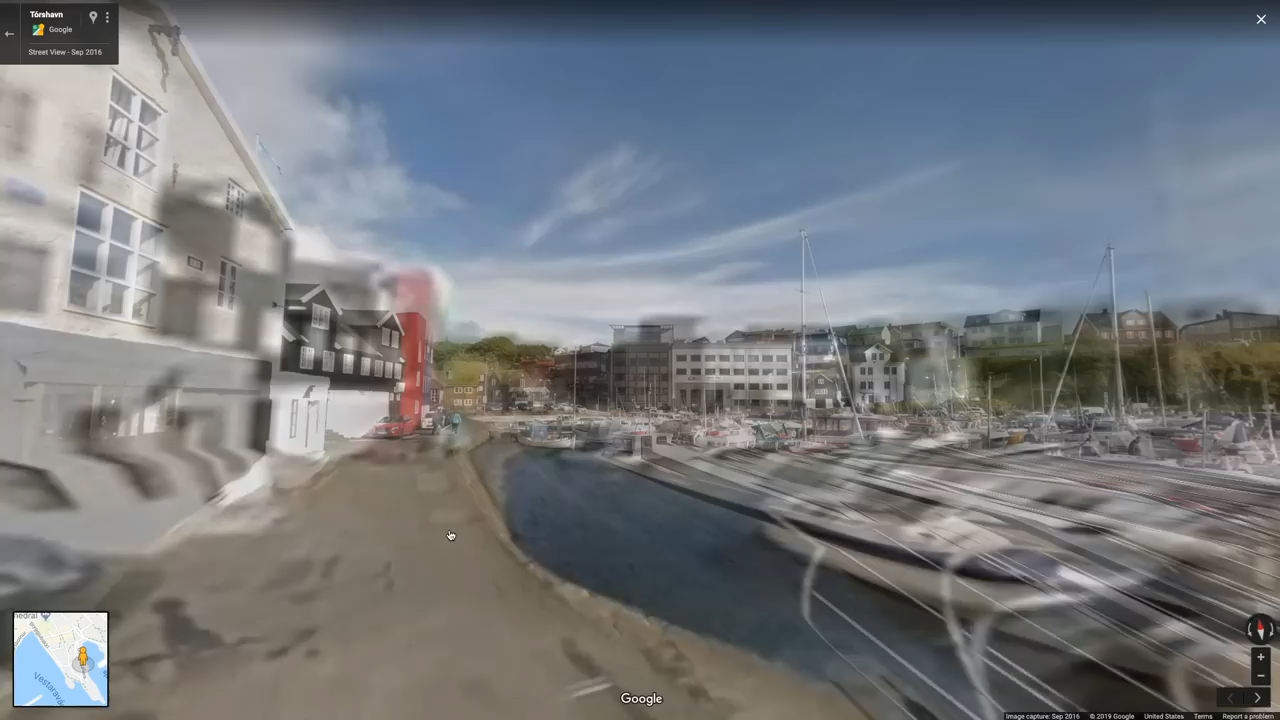 Tórshavn
Google
Street View - Sep 2016
Google
Image capture: Sep 2016 © 2019 Google United States Terms Report a problem